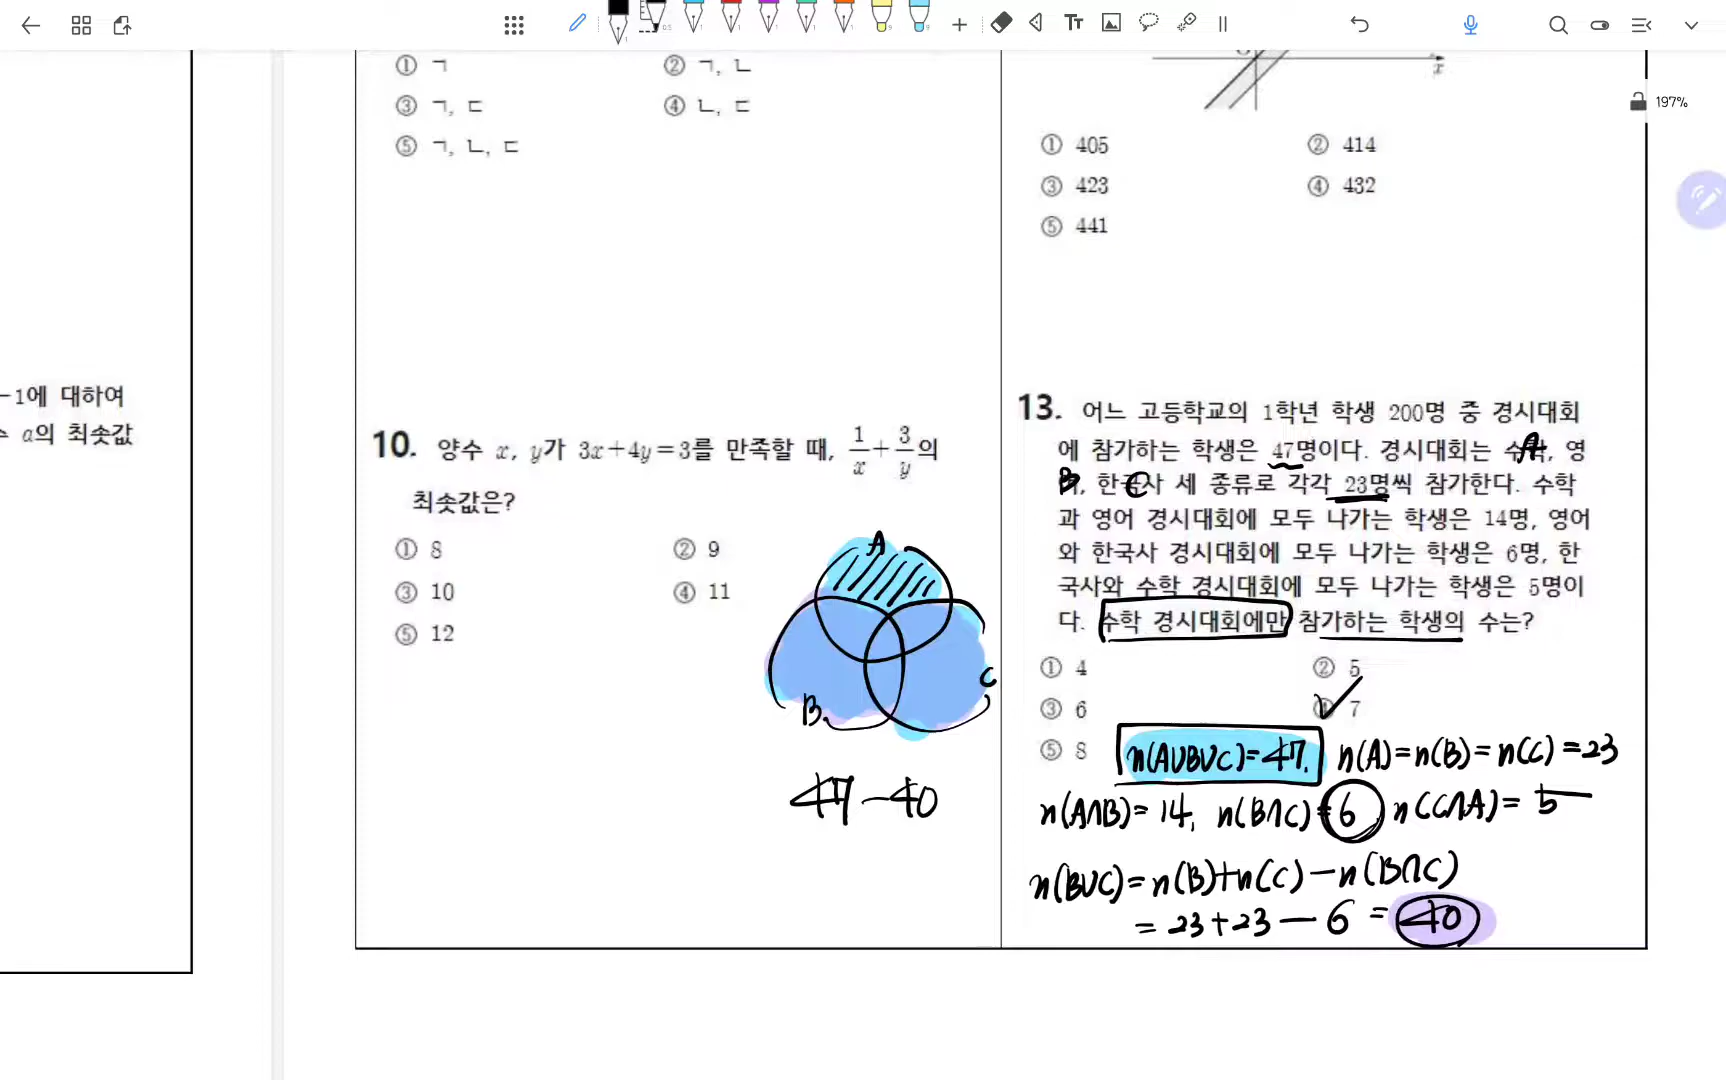 197%
① ㄱ
② ㄱ, ㄴ
③ ㄱ, ㄷ
④ ㄴ, ㄷ
⑤ ㄱ, ㄴ, ㄷ
-1에 대하여
a의 최솟값
10. 양수 x, y가 3x+4y=3를 만족할 때, 1/x + 3/y의
최솟값은?
① 8
② 9
③ 10
④ 11
⑤ 12
A
B
C
47-40
x
① 405
② 414
③ 423
④ 432
⑤ 441
13. 어느 고등학교의 1학년 학생 200명 중 경시대회
에 참가하는 학생은 47명이다. 경시대회는 A, 영
B, 한C사 세 종류로 각각 23명씩 참가한다. 수학
과 영어 경시대회에 모두 나가는 학생은 14명, 영어
와 한국사 경시대회에 모두 나가는 학생은 6명, 한
국사와 수학 경시대회에 모두 나가는 학생은 5명이
다. 수학 경시대회에만 참가하는 학생의 수는?
① 4
② 5
③ 6
④ 7
⑤ 8
n(A∪B∪C)=47. n(A)=n(B)=n(C)=23
n(A∩B)=14, n(B∩C)=6 n(C∩A)=5
n(B∪C)=n(B)+n(C)-n(B∩C)
=23+23-6=40